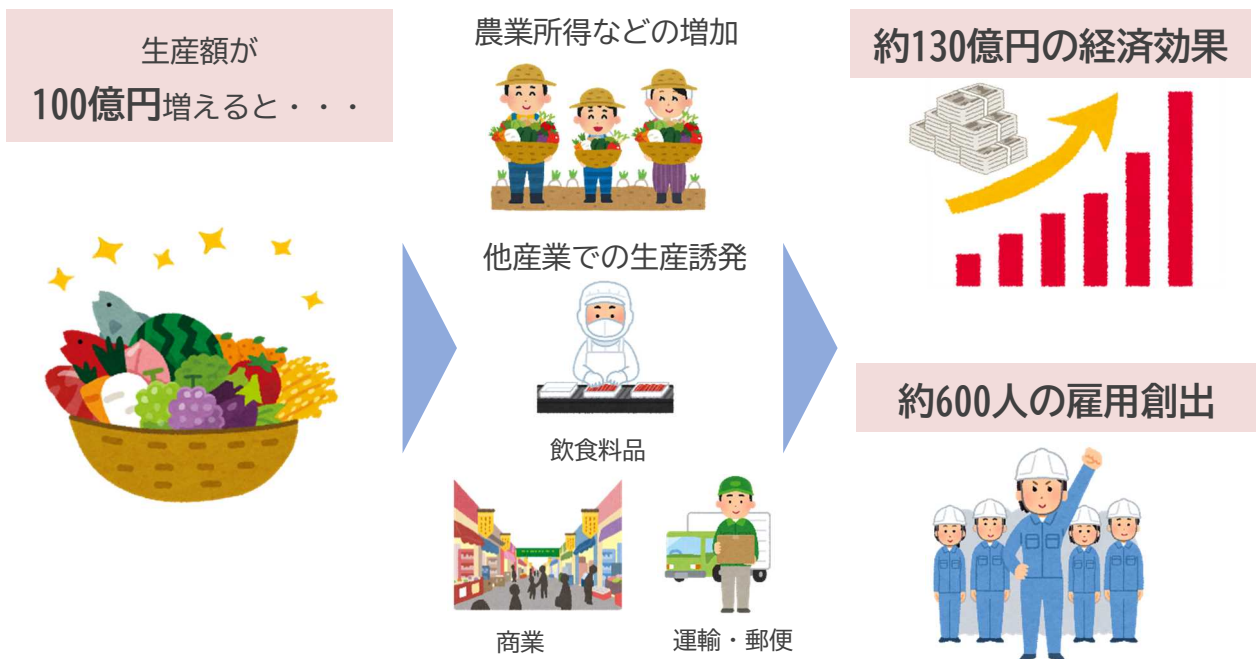 生産額が
100億円増えると・・・
農業所得などの増加
他産業での生産誘発
飲食料品
商業
運輸・郵便
約130億円の経済効果
約600人の雇用創出